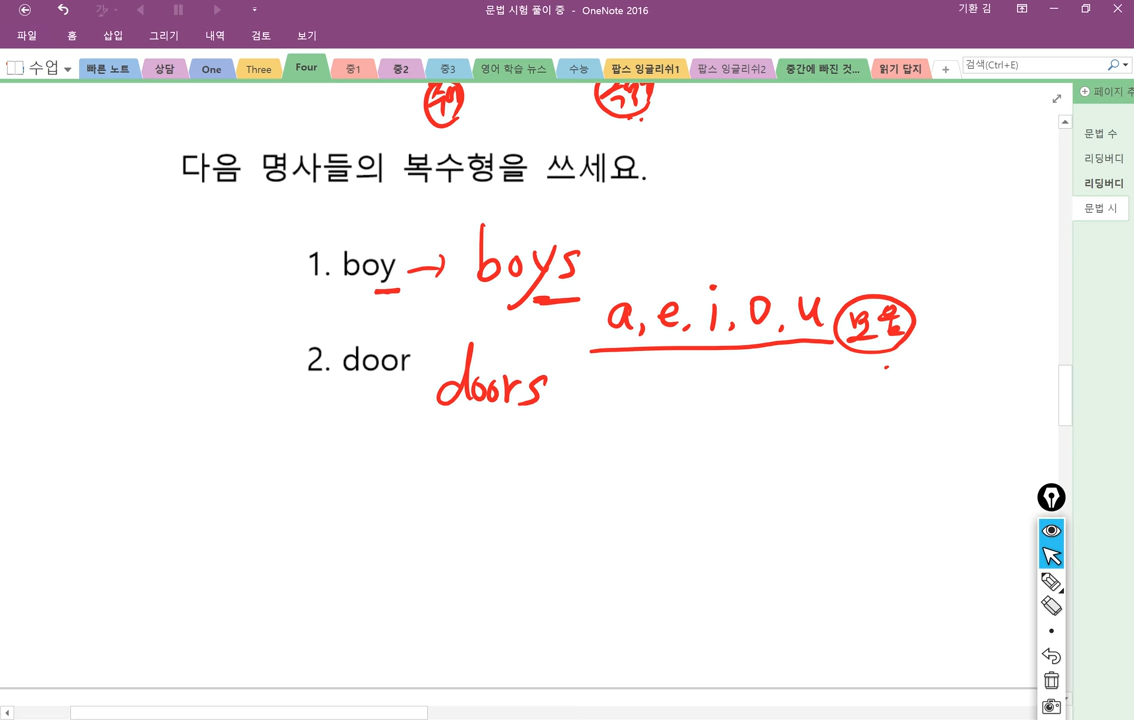 문법 시험 풀이 중 - OneNote 2016
기환 김
파일 홈 삽입 그리기 내역 검토 보기
수업 빠른 노트 상담 One Three Four 중1 중2 중3 영어 학습 뉴스 수능 팝스 잉글리쉬1 팝스 잉글리쉬2 중간에 빠진 것... 읽기 답지 + 검색(Ctrl+E)
페이지 추
문법 수
리딩버디
리딩버디
문법 시
다음 명사들의 복수형을 쓰세요.
1. boy → boys
a, e, i, o, u 모음
2. door doors